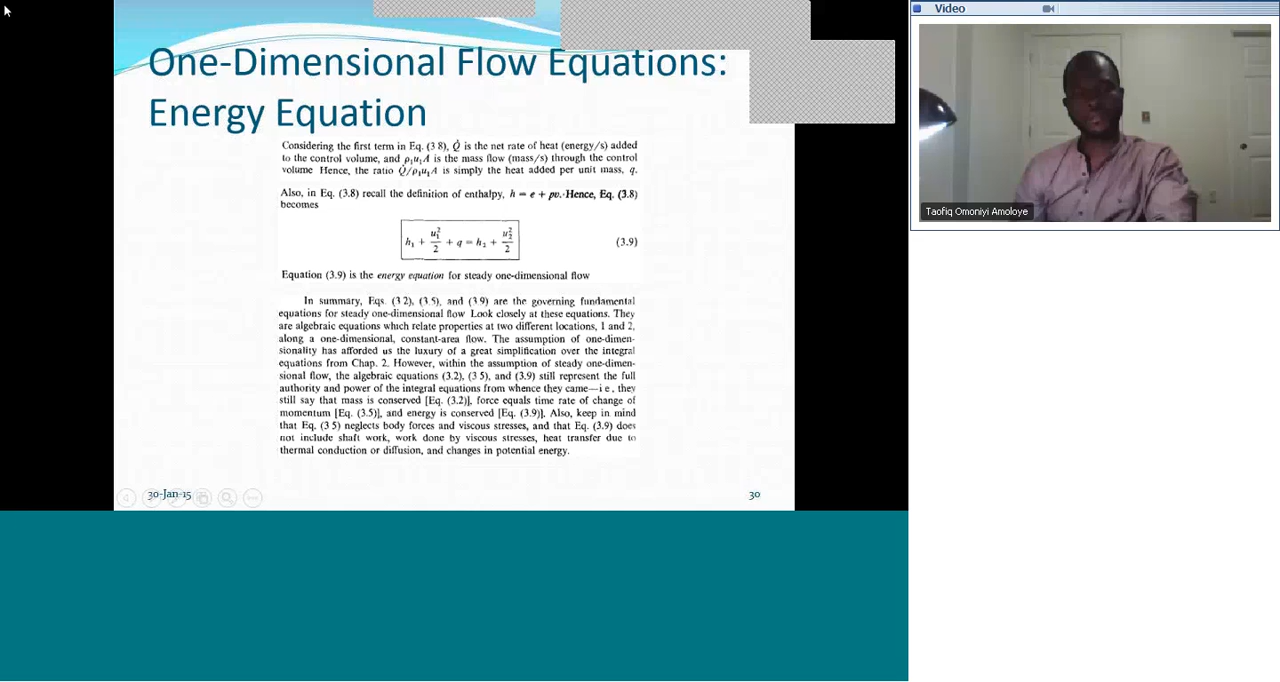 One-Dimensional Flow Equations:
Energy Equation
Considering the first term in Eq. (3 8), Q̇ is the net rate of heat (energy/s) added
to the control volume, and ρ₁u₁A is the mass flow (mass/s) through the control
volume Hence, the ratio Q̇/ρ₁u₁A is simply the heat added per unit mass, q.
Also, in Eq. (3.8) recall the definition of enthalpy, h = e + pv. Hence, Eq. (3.8)
becomes
h₁ + u₁²/2 + q = h₂ + u₂²/2 (3.9)
Equation (3.9) is the energy equation for steady one-dimensional flow
In summary, Eqs. (3 2), (3.5), and (3 9) are the governing fundamental
equations for steady one-dimensional flow Look closely at these equations. They
are algebraic equations which relate properties at two different locations, 1 and 2,
along a one-dimensional, constant-area flow. The assumption of one-dimen-
sionality has afforded us the luxury of a great simplification over the integral
equations from Chap. 2. However, within the assumption of steady one-dimen-
sional flow, the algebraic equations (3.2), (3 5), and (3.9) still represent the full
authority and power of the integral equations from whence they came—i e, they
still say that mass is conserved [Eq. (3.2)], force equals time rate of change of
momentum [Eq. (3.5)], and energy is conserved [Eq. (3.9)]. Also, keep in mind
that Eq. (3 5) neglects body forces and viscous stresses, and that Eq. (3.9) does
not include shaft work, work done by viscous stresses, heat transfer due to
thermal conduction or diffusion, and changes in potential energy.
30-Jan-15
30
Video
Taofiq Omoniyi Amoloye